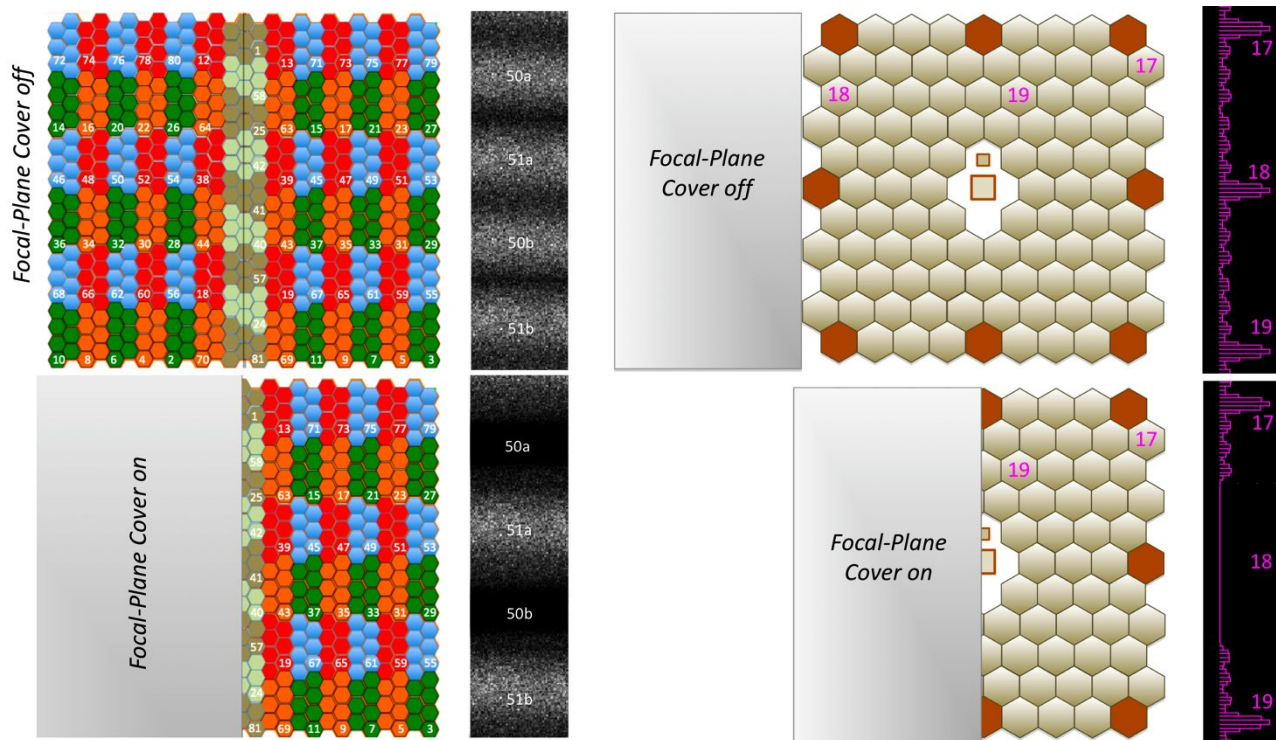 Focal-Plane Cover off
1
72 74 76 78 80 12 13 71 73 75 77 79
58
14 16 20 22 26 64 25 63 15 17 21 23 27
42
46 48 50 52 54 38 39 45 47 49 51 53
41
36 34 32 30 28 44 40 43 37 35 33 31 29
57
68 66 62 60 56 18 19 67 65 61 59 55
24
10 8 6 4 2 70 81 69 11 9 7 5 3
50a
51a
50b
51b
Focal-Plane
Cover off
17
18 19
17
18
19
Focal-Plane Cover on
1
13 71 73 75 77 79
58
25 63 15 17 21 23 27
42
39 45 47 49 51 53
41
40 43 37 35 33 31 29
57
19 67 65 61 59 55
24
81 69 11 9 7 5 3
50a
51a
50b
51b
Focal-Plane
Cover on
17
19
17
18
19